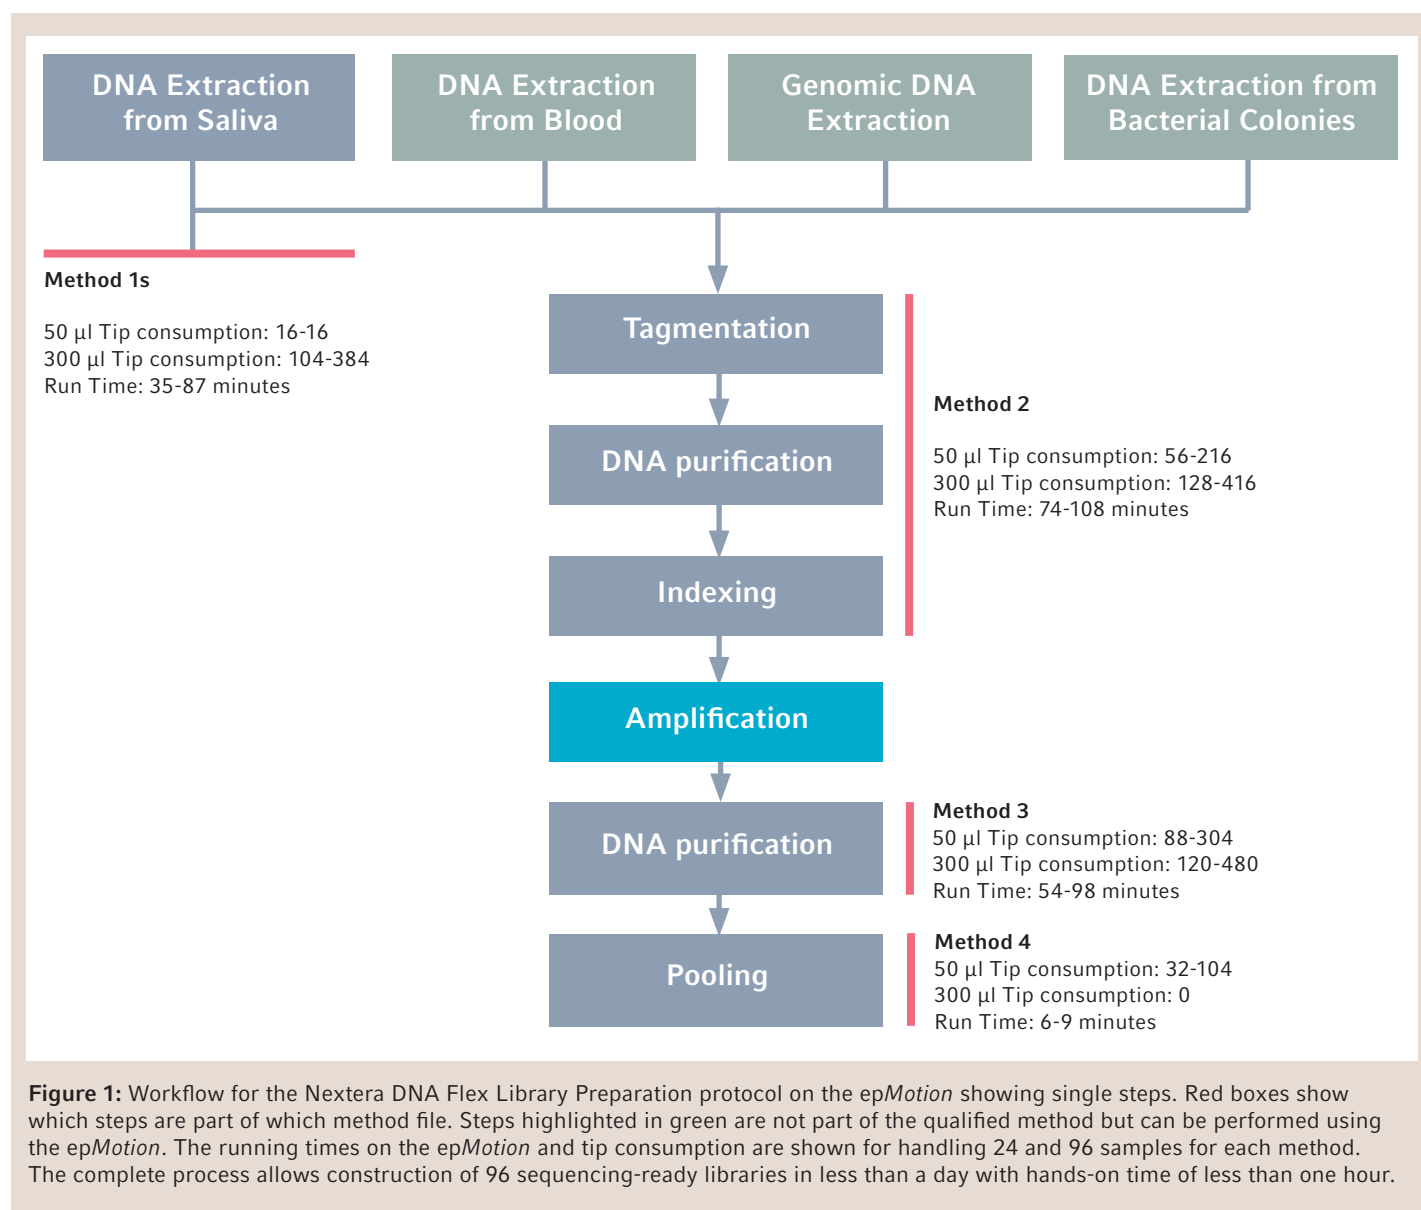 DNA Extraction
from Saliva
DNA Extraction
from Blood
Genomic DNA
Extraction
DNA Extraction from
Bacterial Colonies
Method 1s
50 µl Tip consumption: 16-16
300 µl Tip consumption: 104-384
Run Time: 35-87 minutes
Tagmentation
DNA purification
Indexing
Method 2
50 µl Tip consumption: 56-216
300 µl Tip consumption: 128-416
Run Time: 74-108 minutes
Amplification
DNA purification
Method 3
50 µl Tip consumption: 88-304
300 µl Tip consumption: 120-480
Run Time: 54-98 minutes
Pooling
Method 4
50 µl Tip consumption: 32-104
300 µl Tip consumption: 0
Run Time: 6-9 minutes
Figure 1: Workflow for the Nextera DNA Flex Library Preparation protocol on the epMotion showing single steps. Red boxes show
which steps are part of which method file. Steps highlighted in green are not part of the qualified method but can be performed using
the epMotion. The running times on the epMotion and tip consumption are shown for handling 24 and 96 samples for each method.
The complete process allows construction of 96 sequencing-ready libraries in less than a day with hands-on time of less than one hour.